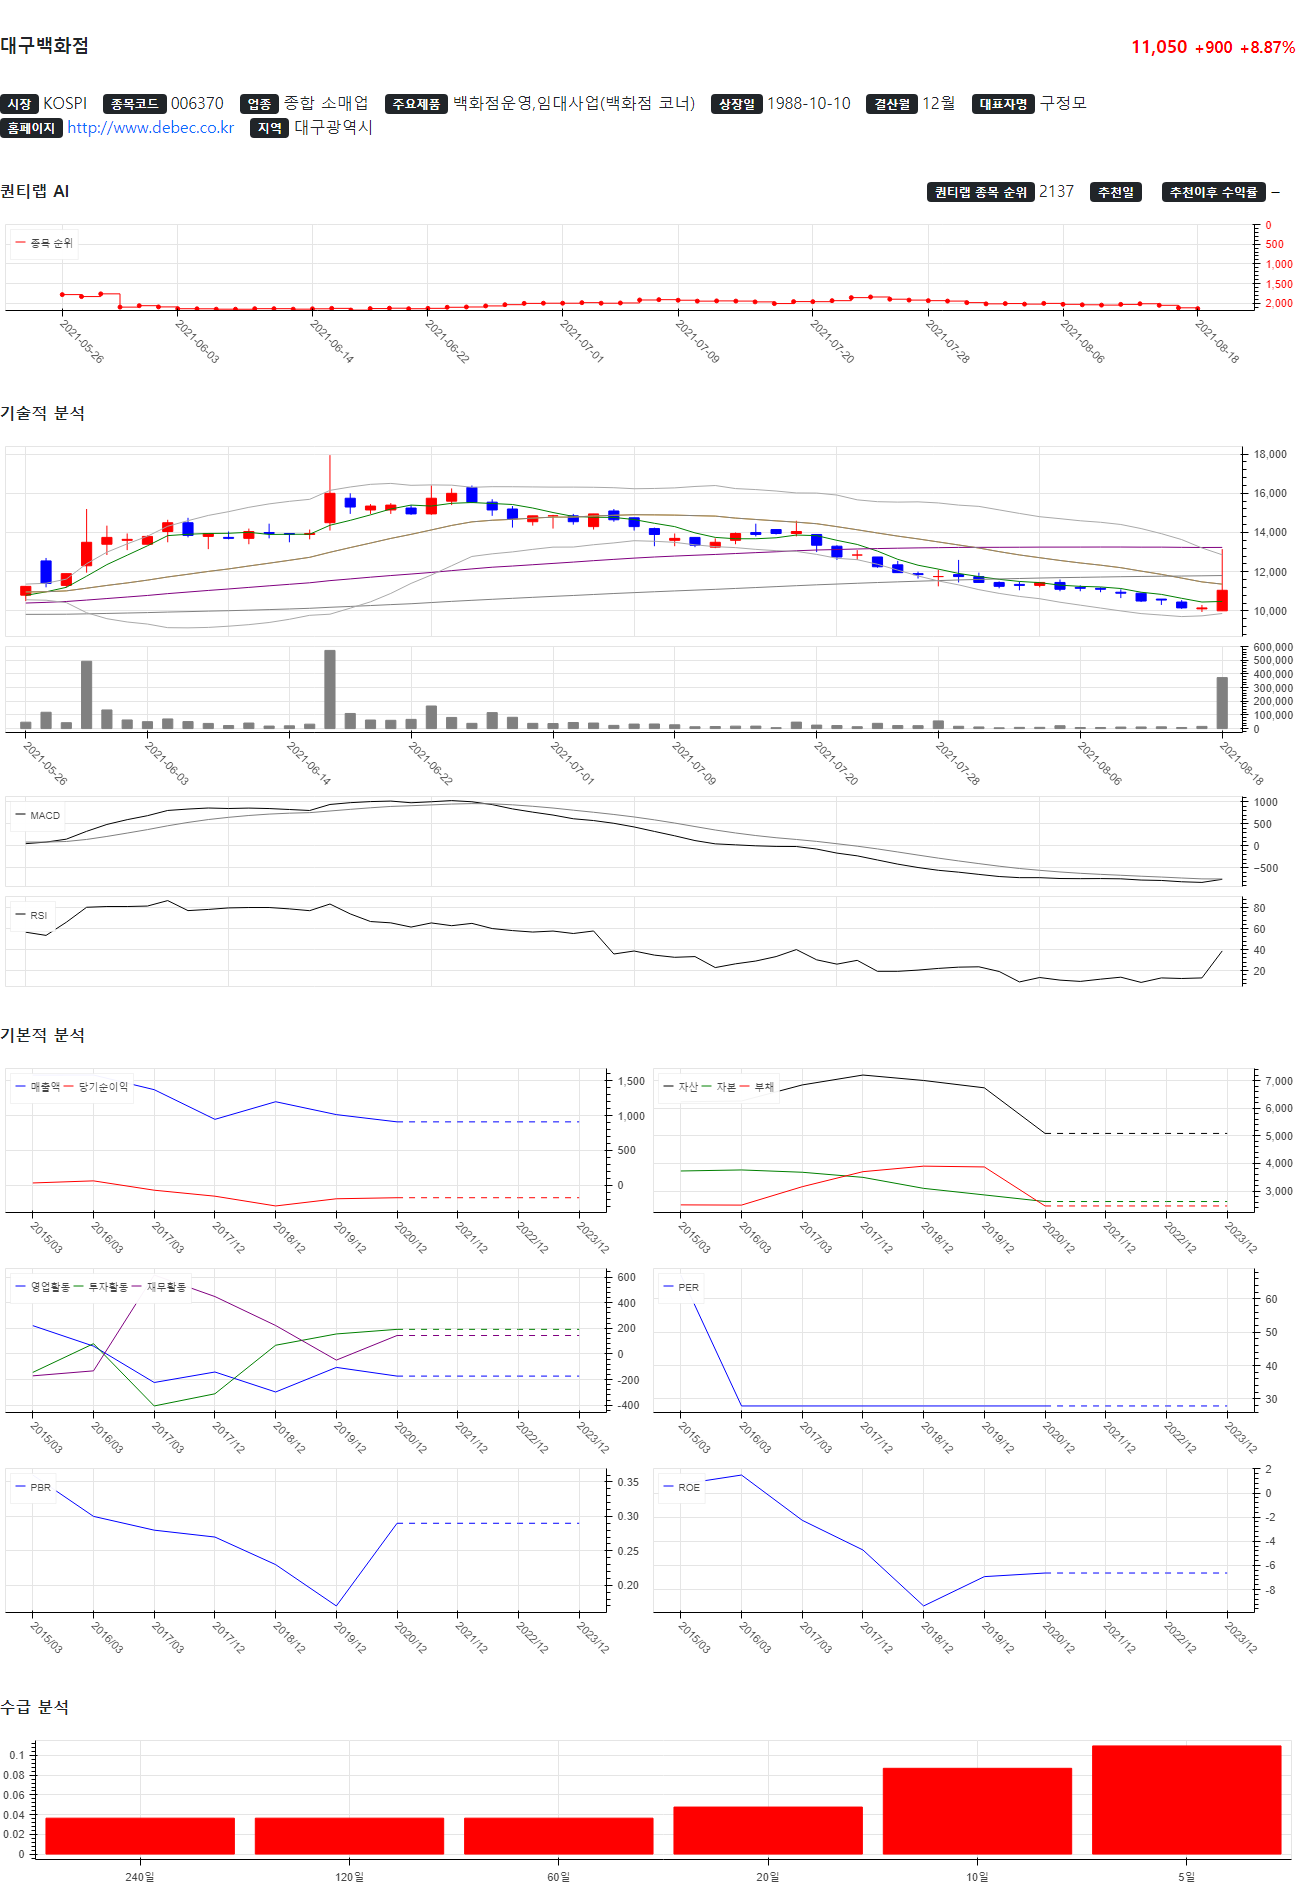 대구백화점 11,050 +900 +8.87%
시장 KOSPI 종목코드 006370 업종 종합 소매업 주요제품 백화점운영,임대사업(백화점 코너) 상장일 1988-10-10 결산월 12월 대표자명 구정모
홈페이지 http://www.debec.co.kr 지역 대구광역시
퀀티랩 AI 퀀티랩 종목 순위 2137 추천일 추천이후 수익률 –
종목 순위
0
500
1,000
1,500
2,000
2021-05-26 2021-06-03 2021-06-14 2021-06-22 2021-07-01 2021-07-09 2021-07-20 2021-07-28 2021-08-06 2021-08-18
기술적 분석
18,000
16,000
14,000
12,000
10,000
600,000
500,000
400,000
300,000
200,000
100,000
0
2021-05-26 2021-06-03 2021-06-14 2021-06-22 2021-07-01 2021-07-09 2021-07-20 2021-07-28 2021-08-06 2021-08-18
MACD
1000
500
0
-500
RSI
80
60
40
20
기본적 분석
매출액 당기순이익
1,500
1,000
500
0
2015/03 2016/03 2017/03 2017/12 2018/12 2019/12 2020/12 2021/12 2022/12 2023/12
자산 자본 부채
7,000
6,000
5,000
4,000
3,000
2015/03 2016/03 2017/03 2017/12 2018/12 2019/12 2020/12 2021/12 2022/12 2023/12
영업활동 투자활동 재무활동
600
400
200
0
-200
-400
2015/03 2016/03 2017/03 2017/12 2018/12 2019/12 2020/12 2021/12 2022/12 2023/12
PER
60
50
40
30
2015/03 2016/03 2017/03 2017/12 2018/12 2019/12 2020/12 2021/12 2022/12 2023/12
PBR
0.35
0.30
0.25
0.20
2015/03 2016/03 2017/03 2017/12 2018/12 2019/12 2020/12 2021/12 2022/12 2023/12
ROE
2
0
-2
-4
-6
-8
2015/03 2016/03 2017/03 2017/12 2018/12 2019/12 2020/12 2021/12 2022/12 2023/12
수급 분석
0.1
0.08
0.06
0.04
0.02
0
240일 120일 60일 20일 10일 5일